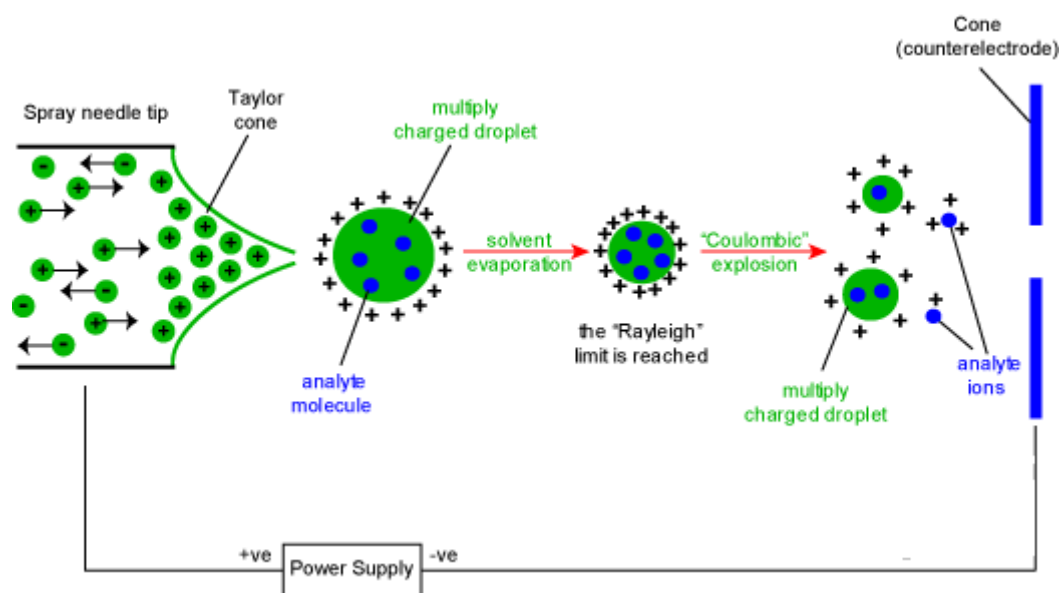 Cone
(counterelectrode)
Spray needle tip
Taylor
cone
multiply
charged droplet
solvent
evaporation
"Coulombic"
explosion
the "Rayleigh"
limit is reached
analyte
molecule
multiply
charged droplet
analyte
ions
+ve
Power Supply
-ve